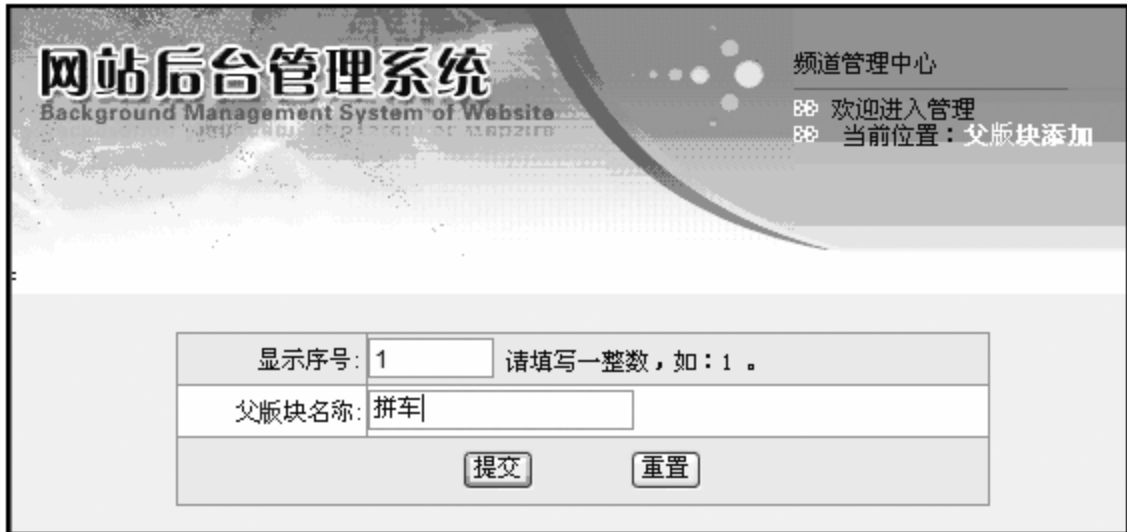 网站后台管理系统
Background Management System of Website
频道管理中心
欢迎进入管理
当前位置：父版块添加
显示序号: 1 请填写一整数，如：1 。
父版块名称: 拼车
提交 重置